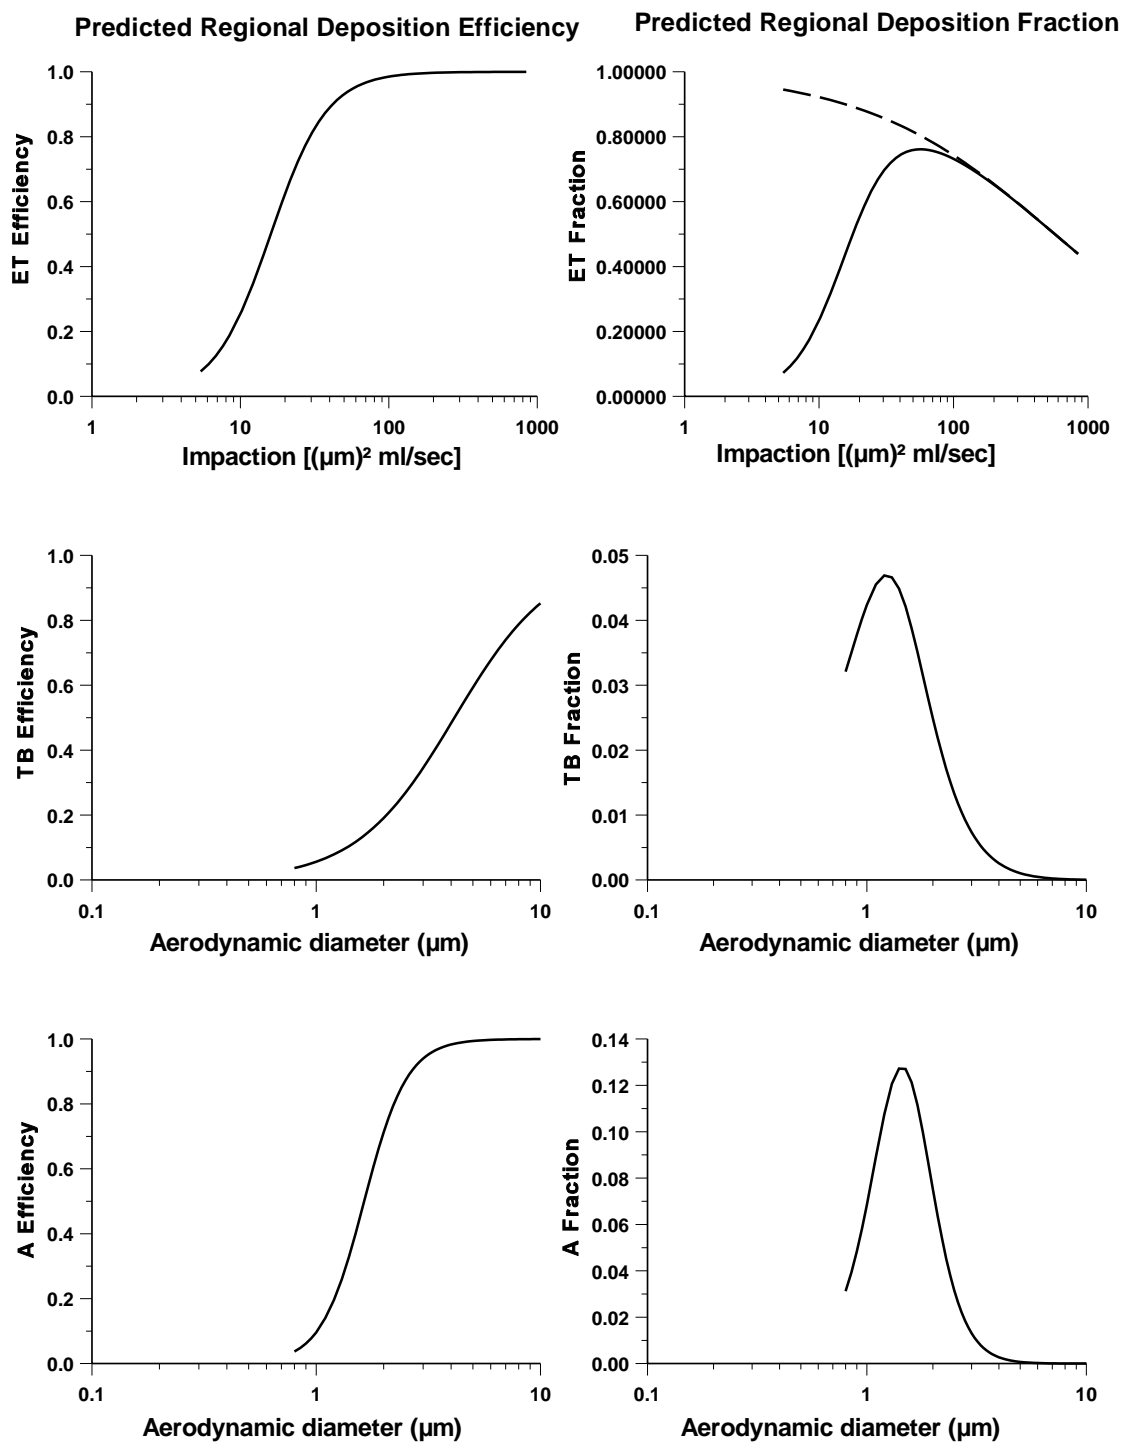 Predicted Regional Deposition Efficiency
Predicted Regional Deposition Fraction
ET Efficiency
1.0
0.8
0.6
0.4
0.2
0.0
1 10 100 1000
Impaction [(µm)² ml/sec]
ET Fraction
1.00000
0.80000
0.60000
0.40000
0.20000
0.00000
1 10 100 1000
Impaction [(µm)² ml/sec]
TB Efficiency
1.0
0.8
0.6
0.4
0.2
0.0
0.1 1 10
Aerodynamic diameter (µm)
TB Fraction
0.05
0.04
0.03
0.02
0.01
0.00
0.1 1 10
Aerodynamic diameter (µm)
A Efficiency
1.0
0.8
0.6
0.4
0.2
0.0
0.1 1 10
Aerodynamic diameter (µm)
A Fraction
0.14
0.12
0.10
0.08
0.06
0.04
0.02
0.00
0.1 1 10
Aerodynamic diameter (µm)